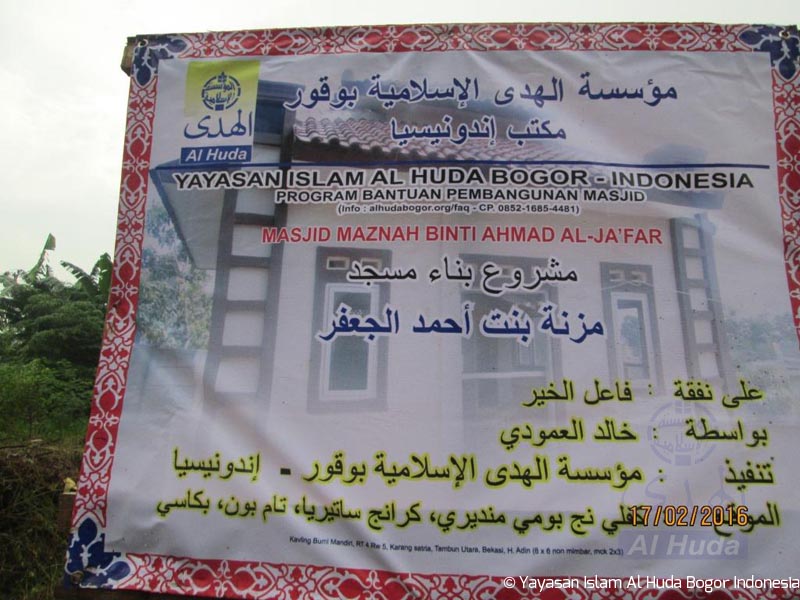 مؤسسة الهدى الإسلامية بوقور
مكتب إندونيسيا
الهدى
Al Huda
YAYASAN ISLAM AL HUDA BOGOR - INDONESIA
PROGRAM BANTUAN PEMBANGUNAN MASJID
(Info : alhudabogor.org/faq - CP. 0852-1685-4481)
MASJID MAZNAH BINTI AHMAD AL-JA'FAR
مشروع بناء مسجد
مزنة بنت أحمد الجعفر
على نفقة : فاعل الخير
بواسطة : خالد العمودي
تنفيذ : مؤسسة الهدى الإسلامية بوقور - إندونيسيا
نج بومي منديري، كرانج ساتيريا، تام بون، بكاسي
Kavling Bumi Mandiri, RT 4 Rw 5, Karang satria, Tambun Utara, Bekasi, H. Adin (6 x 6 non mimbar, mck 2x3)
17/02/2016
الهدى
Al Huda
© Yayasan Islam Al Huda Bogor Indonesia